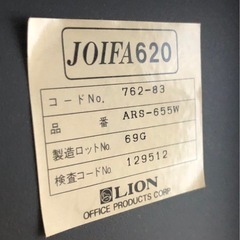 JOIFA620
コードNo. 762-83
品番 ARS-655W
製造ロットNo. 69G
検査コードNo 129512
LION
OFFICE PRODUCTS CORP